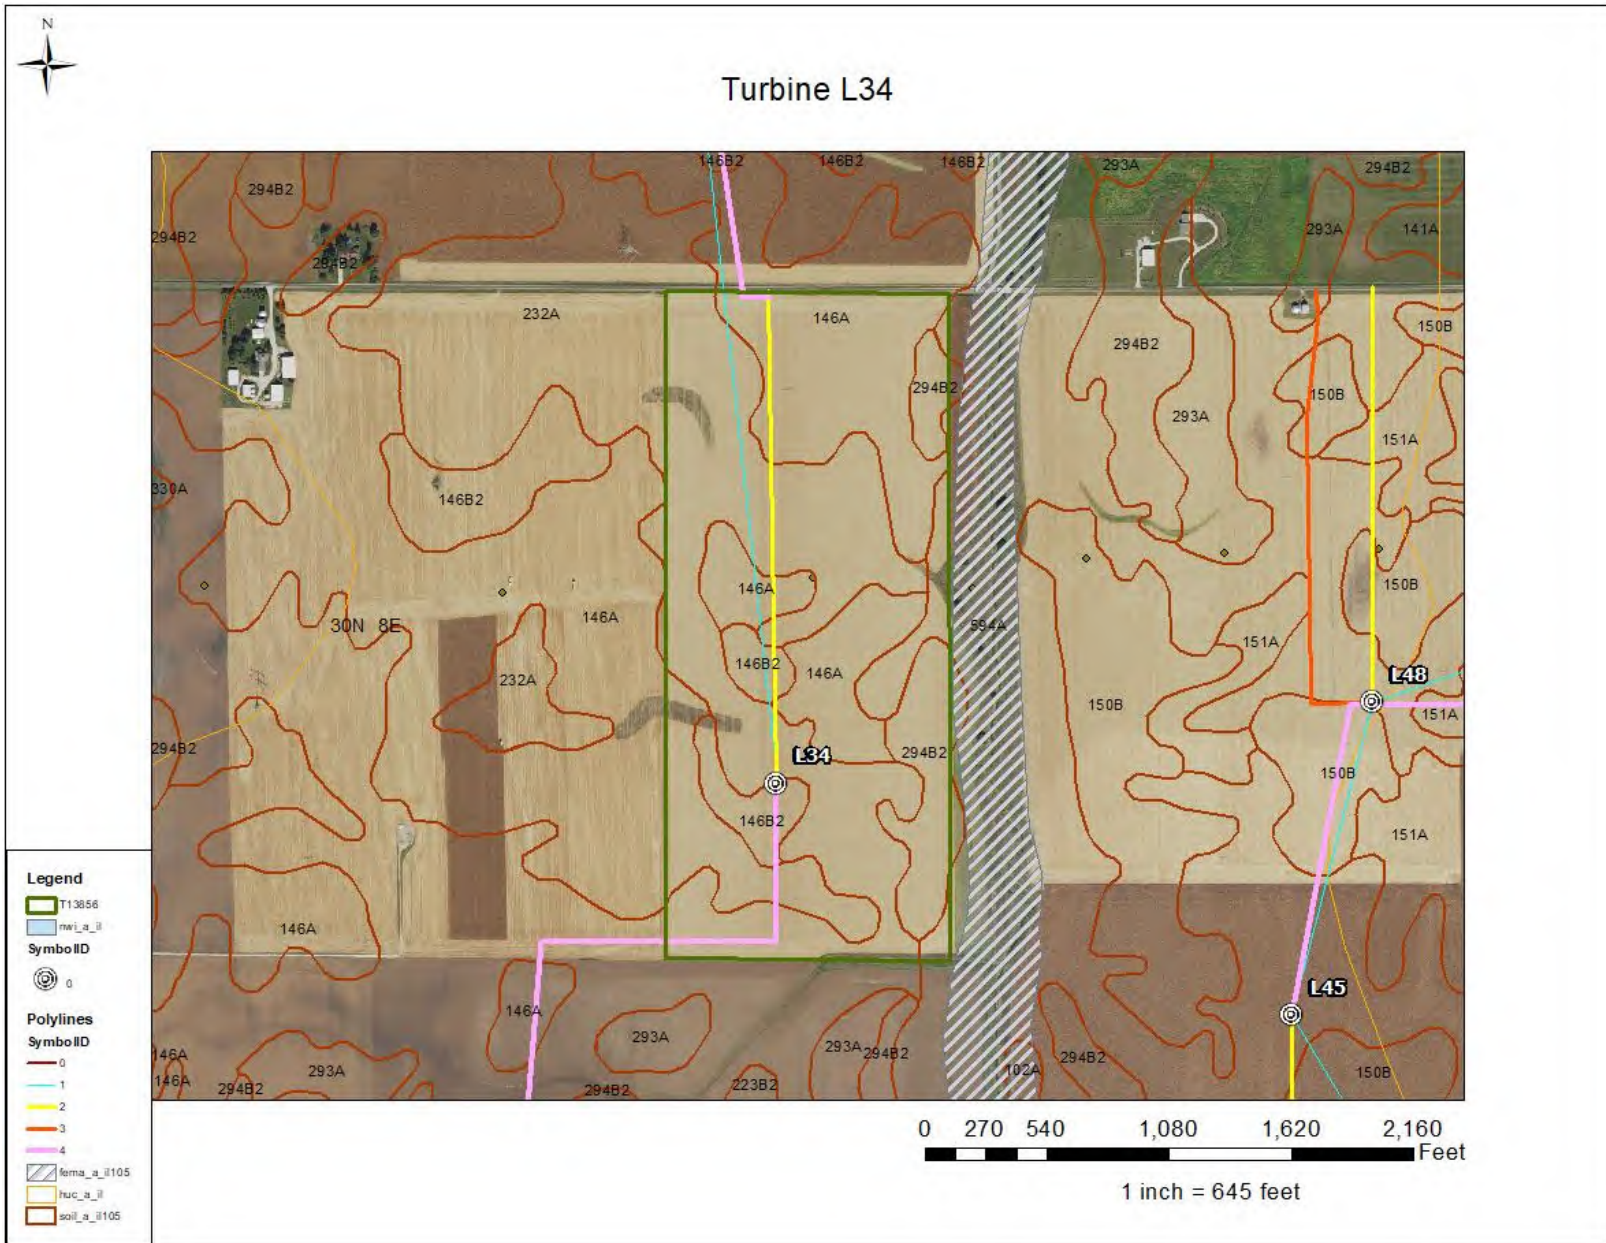 N
Turbine L34
146B2 146B2 146B2 293A 294B2
294B2
294B2 293A 141A
294B2
232A 146A 150B
294B2
294B2 150B
293A
151A
330A 146B2
146A 150B
30N 8E 146A 594A
151A
146B2 146A
232A L48
150B 151A
294B2 294B2
L34 150B
146B2 151A
Legend
T13856
nwi_a_il
SymbolID
0
146A
L45
146A
293A 293A 294B2
294B2
146A 293A 102A 150B
146A 294B2 294B2 223B2
Polylines
SymbolID
0
1
2
3
4
fema_a_il105
huc_a_il
soil_a_il105
0 270 540 1,080 1,620 2,160
Feet
1 inch = 645 feet